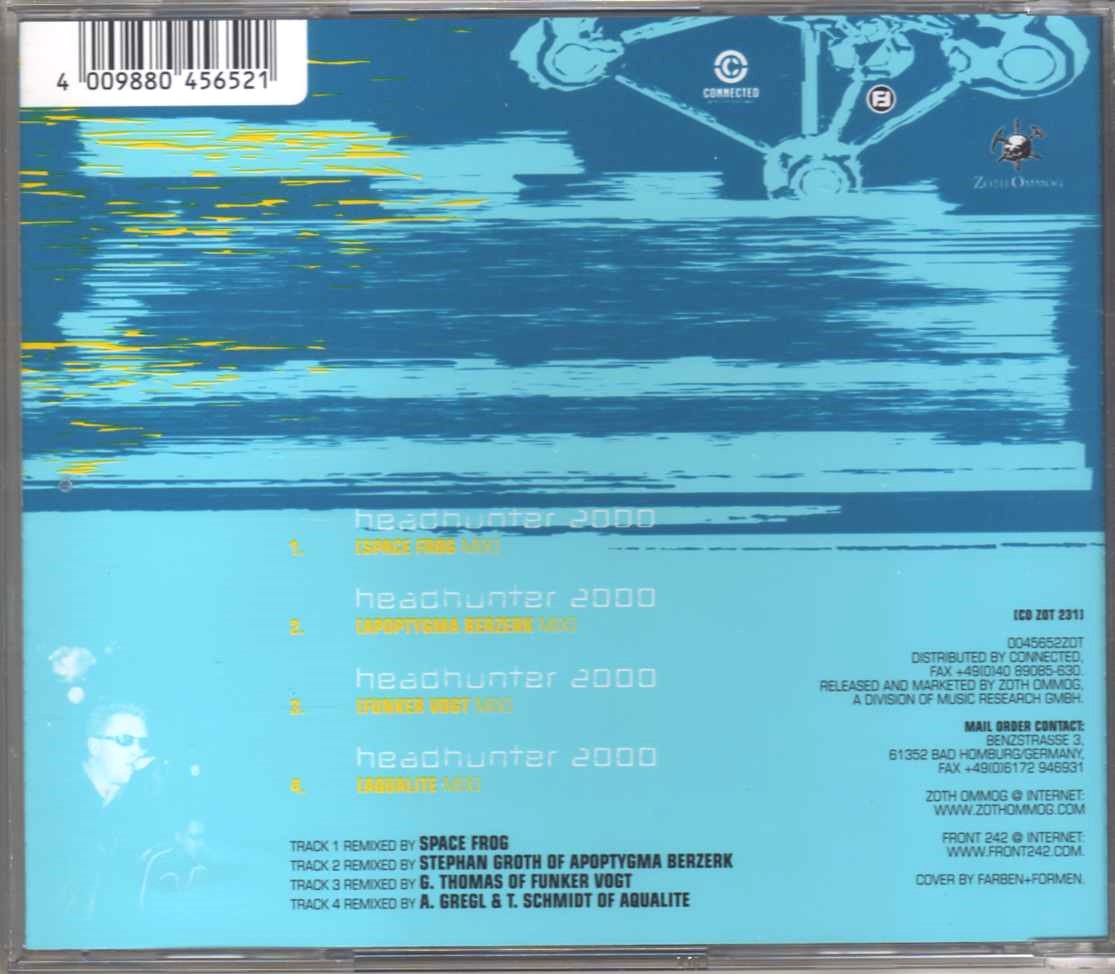 4 009880 456521
CONNECTED
ZOTH OMMOG
headhunter 2000
1. [SPACE FROG MIX]
headhunter 2000
2. [APOPTYGMA BERZERK MIX]
headhunter 2000
3. [FUNKER VOGT MIX]
headhunter 2000
4. [AQUALITE MIX]
TRACK 1 REMIXED BY SPACE FROG
TRACK 2 REMIXED BY STEPHAN GROTH OF APOPTYGMA BERZERK
TRACK 3 REMIXED BY G. THOMAS OF FUNKER VOGT
TRACK 4 REMIXED BY A. GREGL & T. SCHMIDT OF AQUALITE
[CD ZOT 231]
0045652ZOT
DISTRIBUTED BY CONNECTED,
FAX +49(0)40 89085-630.
RELEASED AND MARKETED BY ZOTH OMMOG,
A DIVISION OF MUSIC RESEARCH GMBH.
MAIL ORDER CONTACT:
BENZSTRASSE 3,
61352 BAD HOMBURG/GERMANY,
FAX +49(0)6172 946931
ZOTH OMMOG @ INTERNET:
WWW.ZOTHOMMOG.COM
FRONT 242 @ INTERNET:
WWW.FRONT242.COM.
COVER BY FARBEN+FORMEN.